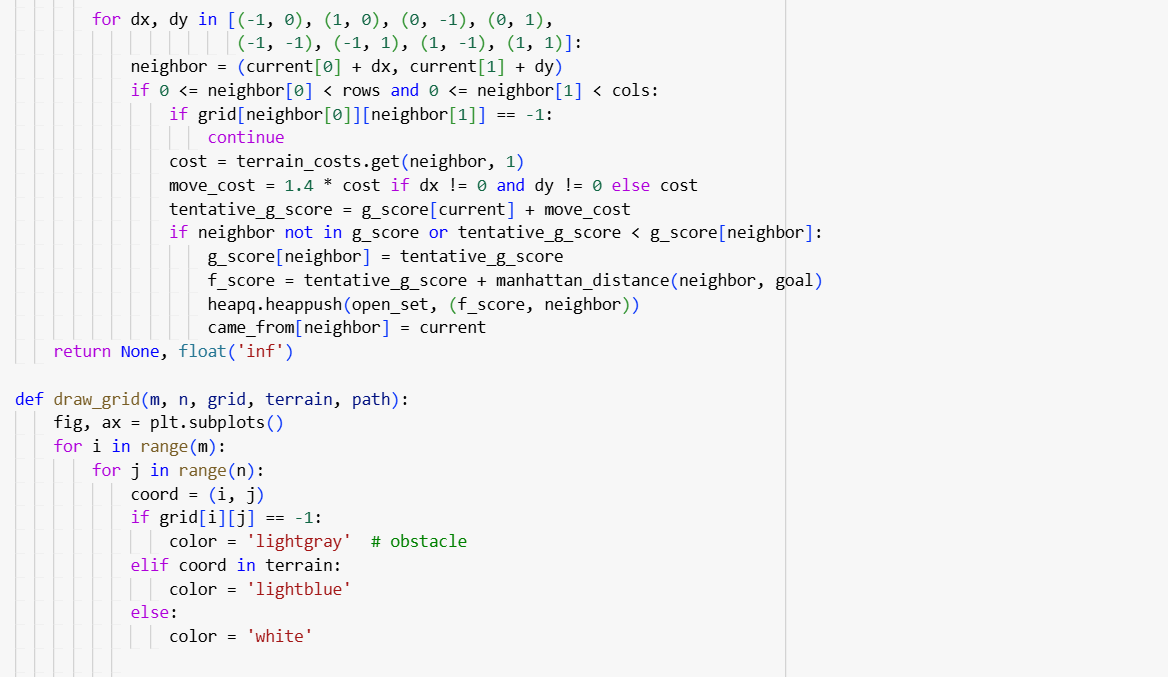 for dx, dy in [(-1, 0), (1, 0), (0, -1), (0, 1),
(-1, -1), (-1, 1), (1, -1), (1, 1)]:
neighbor = (current[0] + dx, current[1] + dy)
if 0 <= neighbor[0] < rows and 0 <= neighbor[1] < cols:
if grid[neighbor[0]][neighbor[1]] == -1:
continue
cost = terrain_costs.get(neighbor, 1)
move_cost = 1.4 * cost if dx != 0 and dy != 0 else cost
tentative_g_score = g_score[current] + move_cost
if neighbor not in g_score or tentative_g_score < g_score[neighbor]:
g_score[neighbor] = tentative_g_score
f_score = tentative_g_score + manhattan_distance(neighbor, goal)
heapq.heappush(open_set, (f_score, neighbor))
came_from[neighbor] = current
return None, float('inf')
def draw_grid(m, n, grid, terrain, path):
fig, ax = plt.subplots()
for i in range(m):
for j in range(n):
coord = (i, j)
if grid[i][j] == -1:
color = 'lightgray'  # obstacle
elif coord in terrain:
color = 'lightblue'
else:
color = 'white'